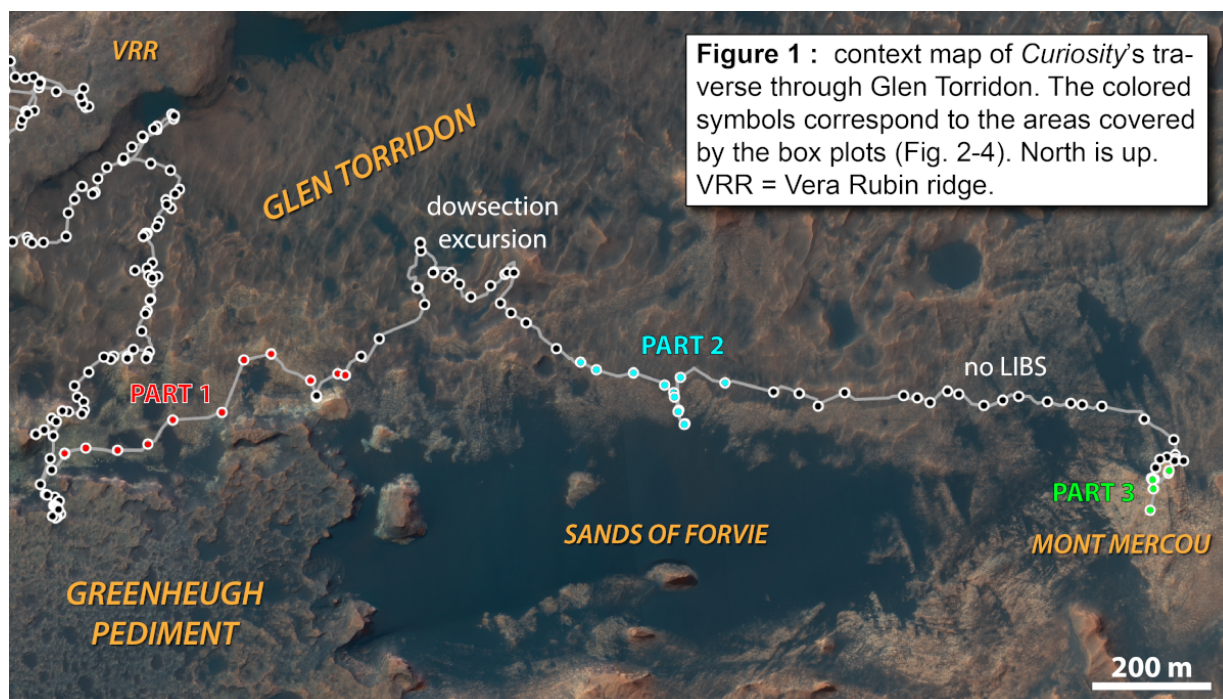 VRR
Figure 1 : context map of Curiosity's tra-
verse through Glen Torridon. The colored
symbols correspond to the areas covered
by the box plots (Fig. 2-4). North is up.
VRR = Vera Rubin ridge.
GLEN TORRIDON
dowsection
excursion
PART 1
PART 2
no LIBS
PART 3
SANDS OF FORVIE
MONT MERCOU
GREENHEUGH
PEDIMENT
200 m